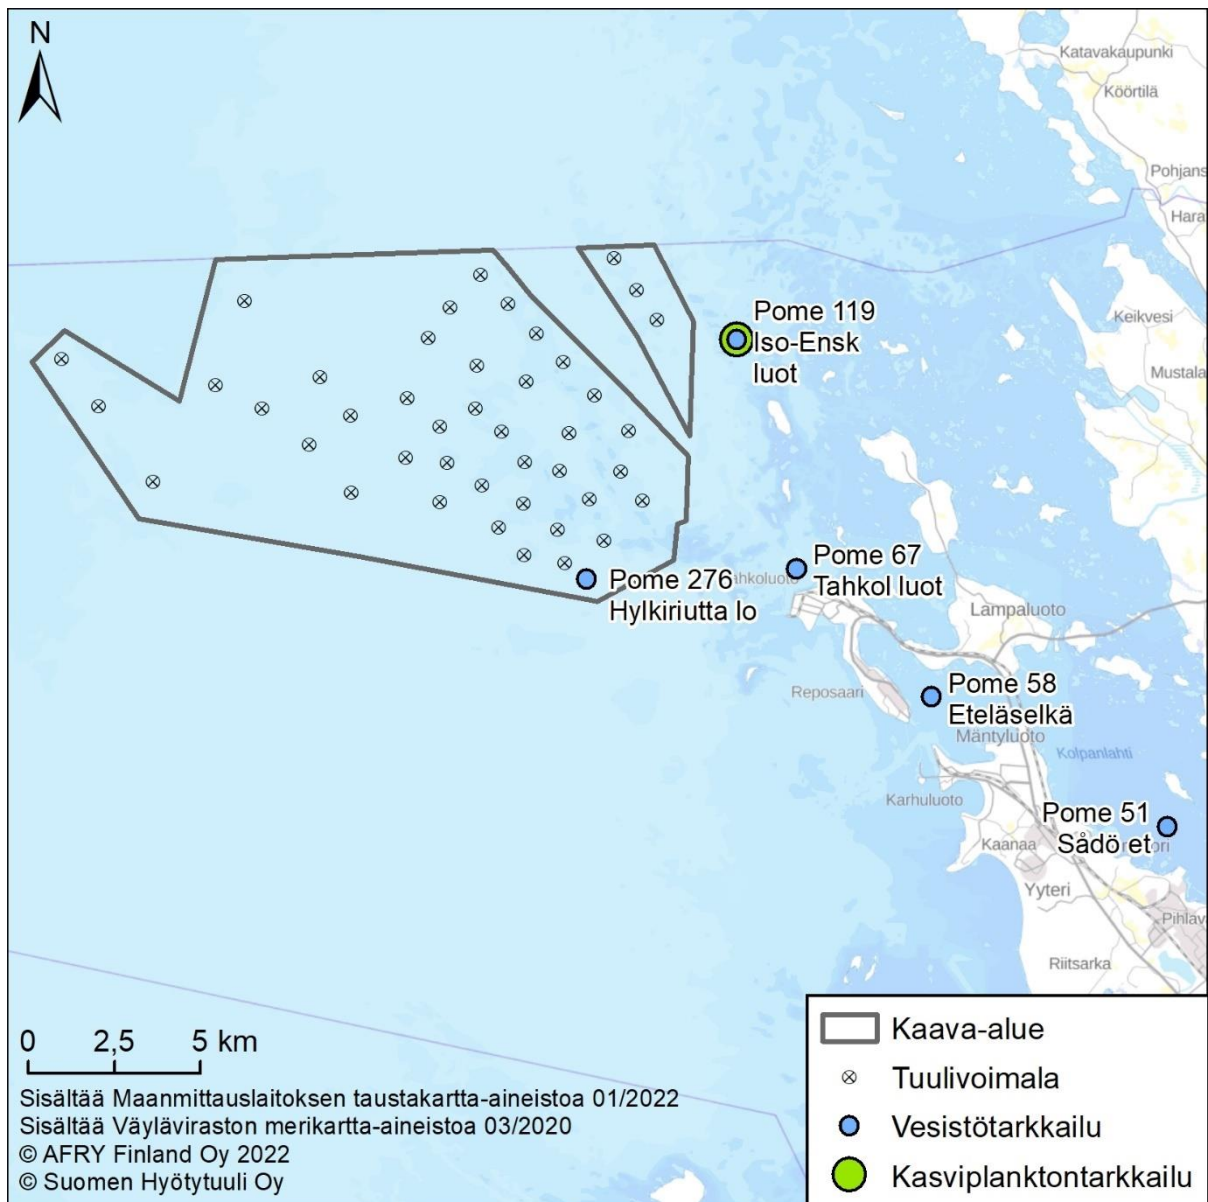 N
Katavakaupunki
Köörtilä
Pohjans
Hara
Keikvesi
Mustala
Pome 119
Iso-Ensk
luot
Pome 67
Tahkol luot
Pome 276
Hylkiriutta lo
ahkoluoto
Lampaluoto
Reposaari
Pome 58
Eteläselkä
Mäntyluoto
Kolpanlahti
Karhuluoto
Pome 51
Sådö et
ori
Kaanaa
Yyteri
Pihlava
Riitsarka
0 2,5 5 km
Sisältää Maanmittauslaitoksen taustakartta-aineistoa 01/2022
Sisältää Väyläviraston merikartta-aineistoa 03/2020
© AFRY Finland Oy 2022
© Suomen Hyötytuuli Oy
Kaava-alue
Tuulivoimala
Vesistötarkkailu
Kasviplanktontarkkailu